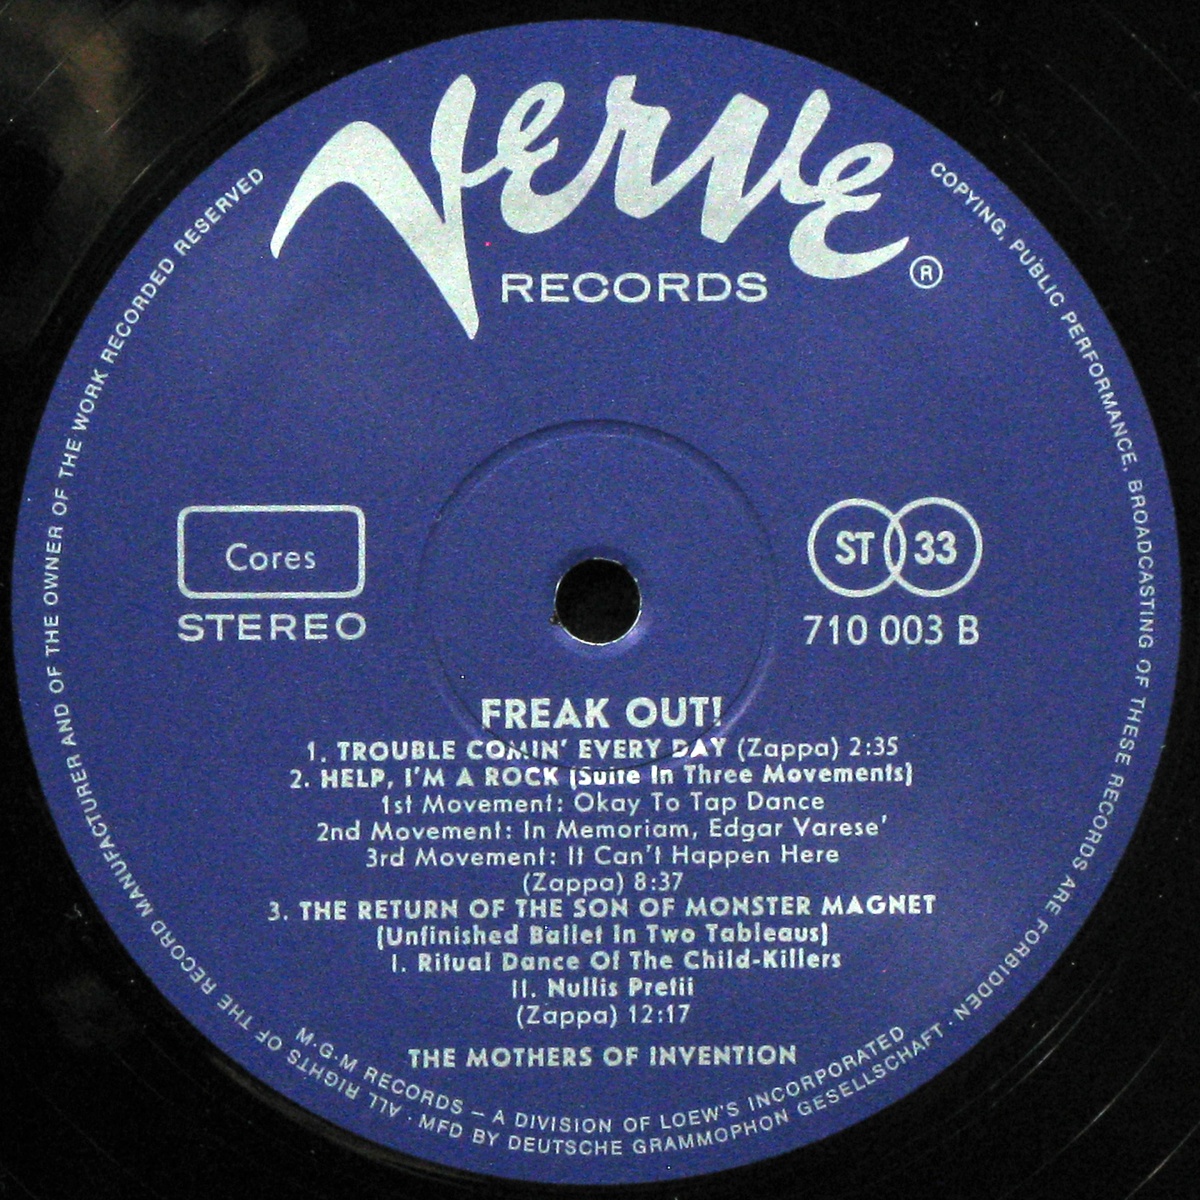 Verve
RECORDS
®
Cores
STEREO
ST 33
710 003 B
FREAK OUT!
1. TROUBLE COMIN' EVERY DAY (Zappa) 2:35
2. HELP, I'M A ROCK (Suite In Three Movements)
1st Movement: Okay To Tap Dance
2nd Movement: In Memoriam, Edgar Varese'
3rd Movement: It Can't Happen Here
(Zappa) 8:37
3. THE RETURN OF THE SON OF MONSTER MAGNET
(Unfinished Ballet In Two Tableaus)
I. Ritual Dance Of The Child-Killers
II. Nullis Pretii
(Zappa) 12:17
THE MOTHERS OF INVENTION
M·G·M RECORDS – A DIVISION OF LOEW'S INCORPORATED
ALL RIGHTS OF THE RECORD MANUFACTURER AND OF THE OWNER OF THE WORK RECORDED RESERVED
COPYING, PUBLIC PERFORMANCE, BROADCASTING OF THESE RECORDS ARE FORBIDDEN · MFD BY DEUTSCHE GRAMMOPHON GESELLSCHAFT ·